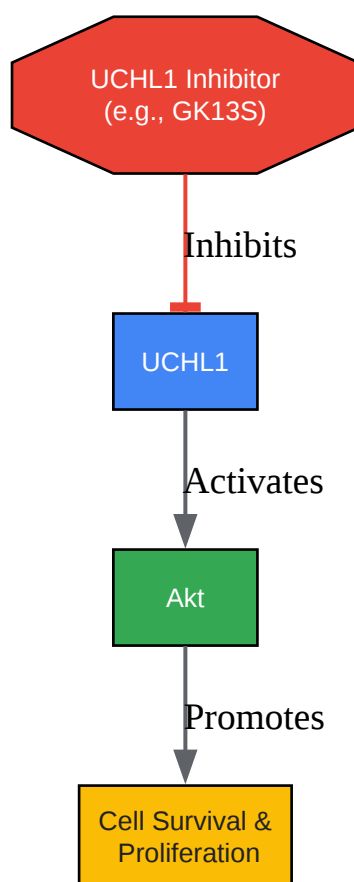 UCHL1 Inhibitor
(e.g., GK13S)
Inhibits
UCHL1
Activates
Akt
Promotes
Cell Survival &
Proliferation